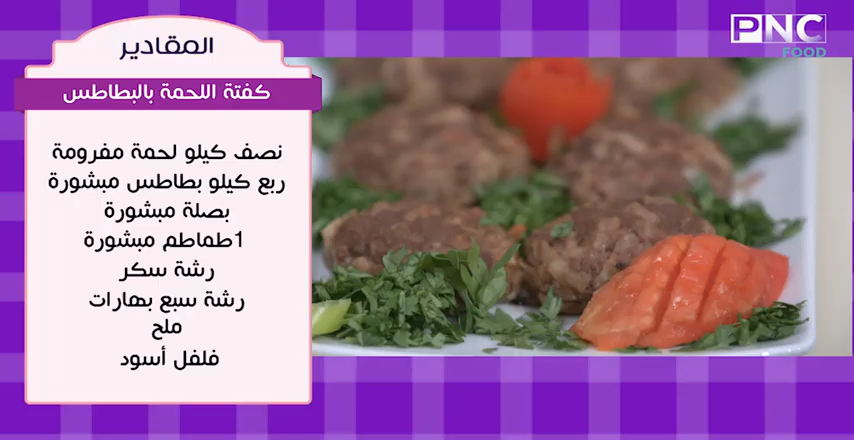 المقادير
PNC
FOOD
كفتة اللحمة بالبطاطس
نصف كيلو لحمة مفرومة
ربع كيلو بطاطس مبشورة
بصلة مبشورة
1طماطم مبشورة
رشة سكر
رشة سبع بهارات
ملح
فلفل أسود